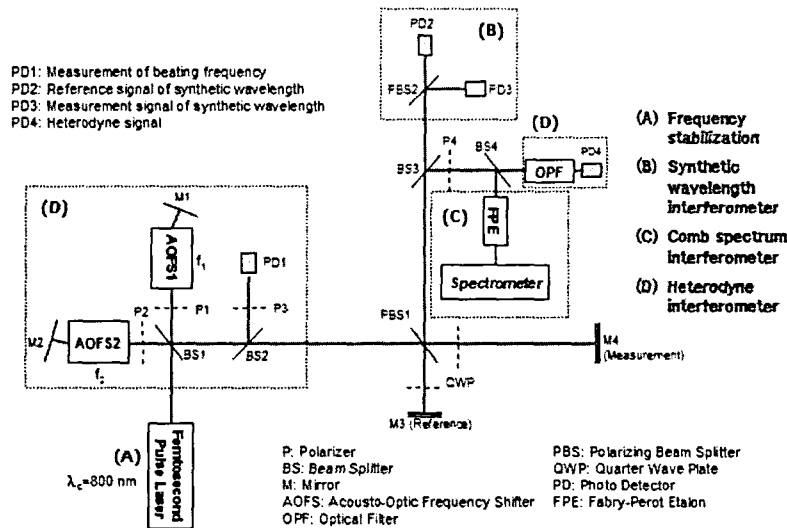 PD1: Measurement of beating frequency
PD2: Reference signal of synthetic wavelength
PD3: Measurement signal of synthetic wavelength
PD4: Heterodyne signal
PD2
(B)
PBS2
PD3
(D)
P4
BS4
BS3
OPF
PD4
(C)
FPE
Spectrometer
(A) Frequency
stabilization
(B) Synthetic
wavelength
interferometer
(C) Comb spectrum
interferometer
(D) Heterodyne
interferometer
(D)
M1
AOFS1
f₁
PD1
P2
P1
P3
M2
AOFS2
f₂
BS1
BS2
PBS1
M4
(Measurement)
QWP
M3 (Reference)
(A)
λc=800 nm
Femtosecond
Pulse Laser
P: Polarizer
BS: Beam Splitter
M: Mirror
AOFS: Acousto-Optic Frequency Shifter
OPF: Optical Filter
PBS: Polarizing Beam Splitter
QWP: Quarter Wave Plate
PD: Photo Detector
FPE: Fabry-Perot Etalon